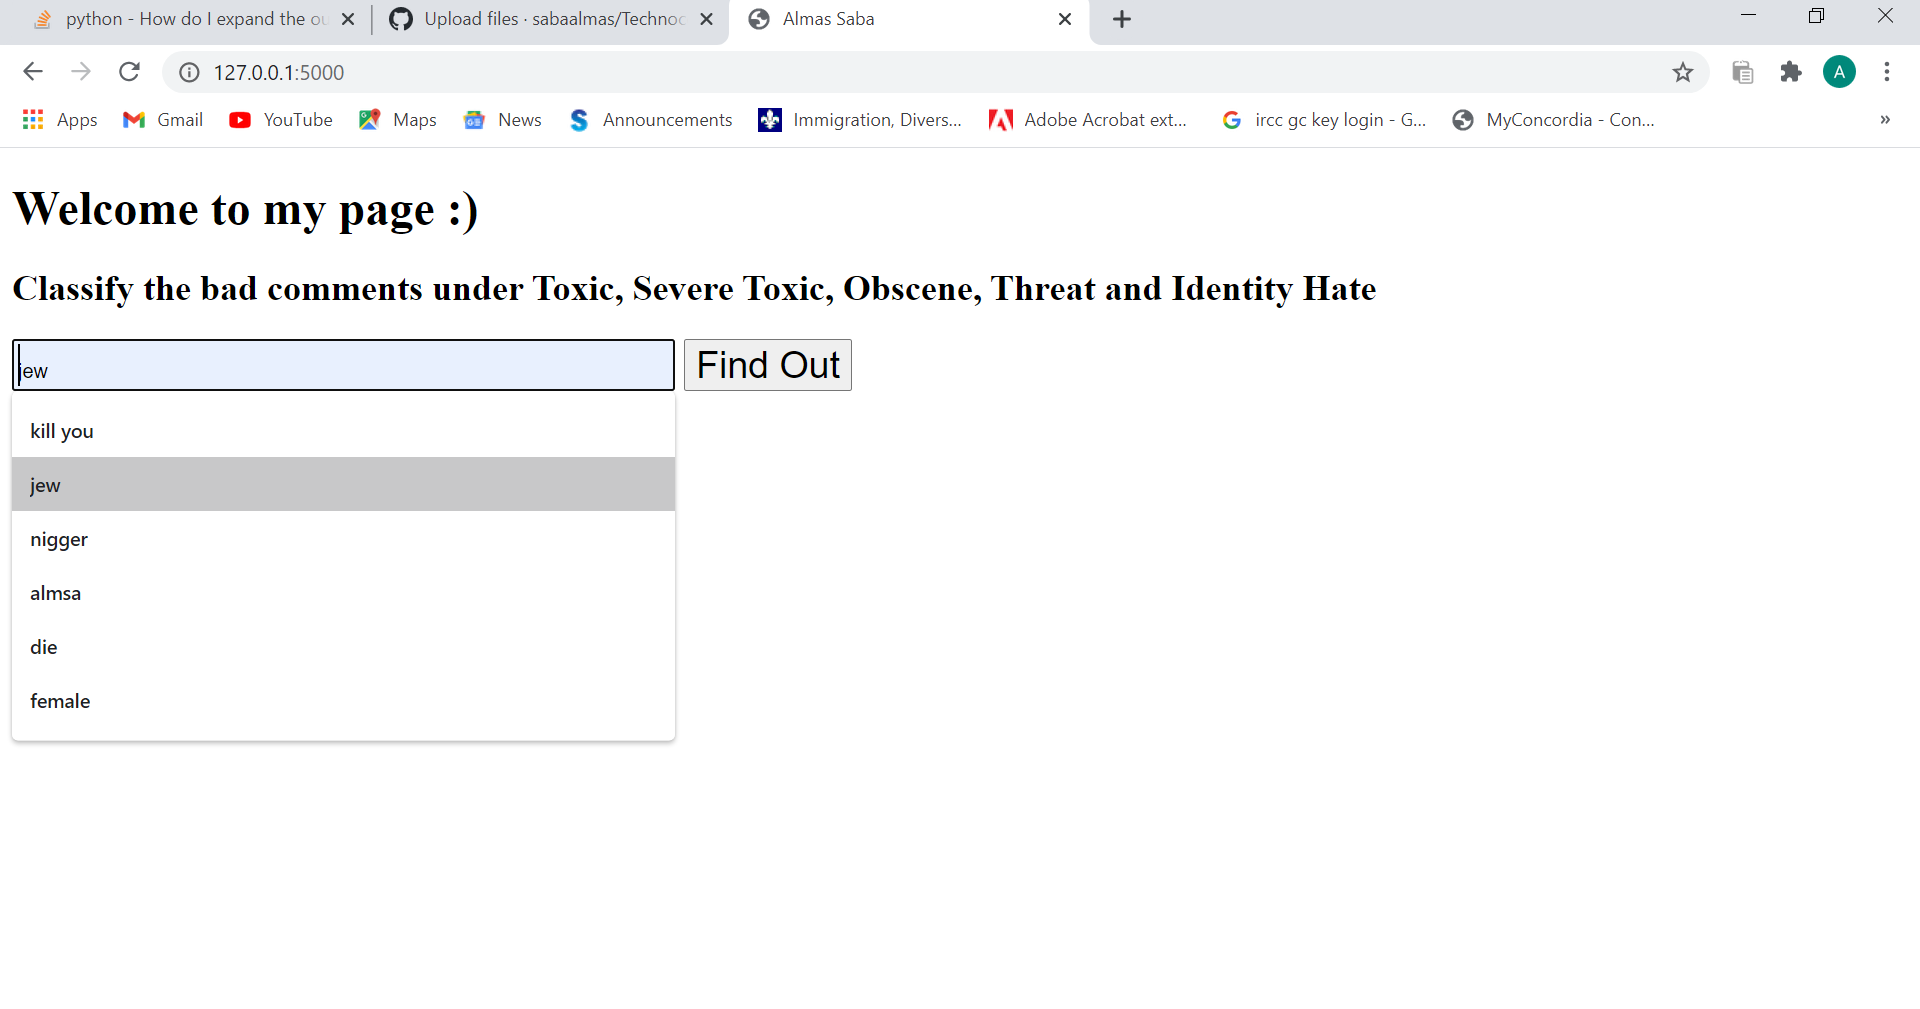 python - How do I expand the ou
Upload files · sabaalmas/Technoc
Almas Saba
127.0.0.1:5000
A
Apps
Gmail
YouTube
Maps
News
Announcements
Immigration, Divers...
Adobe Acrobat ext...
ircc gc key login - G...
MyConcordia - Con...
»
Welcome to my page :)
Classify the bad comments under Toxic, Severe Toxic, Obscene, Threat and Identity Hate
jew
Find Out
kill you
jew
nigger
almsa
die
female